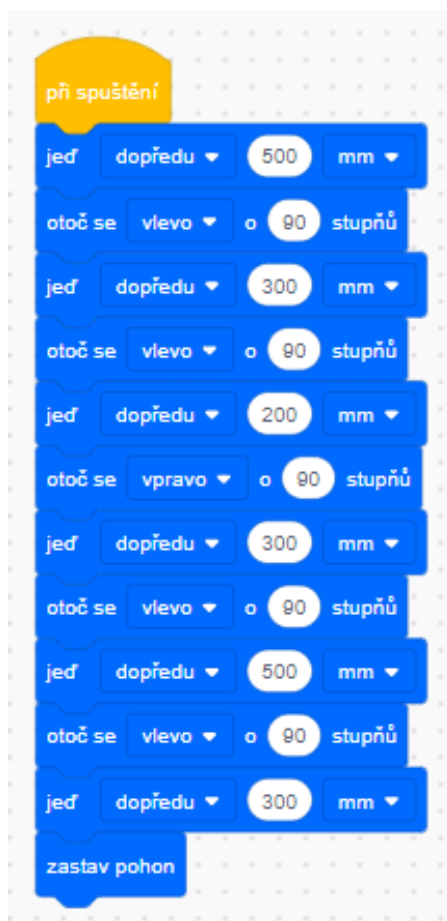 při spuštění
jeď dopředu 500 mm
otoč se vlevo o 90 stupňů
jeď dopředu 300 mm
otoč se vlevo o 90 stupňů
jeď dopředu 200 mm
otoč se vpravo o 90 stupňů
jeď dopředu 300 mm
otoč se vlevo o 90 stupňů
jeď dopředu 500 mm
otoč se vlevo o 90 stupňů
jeď dopředu 300 mm
zastav pohon